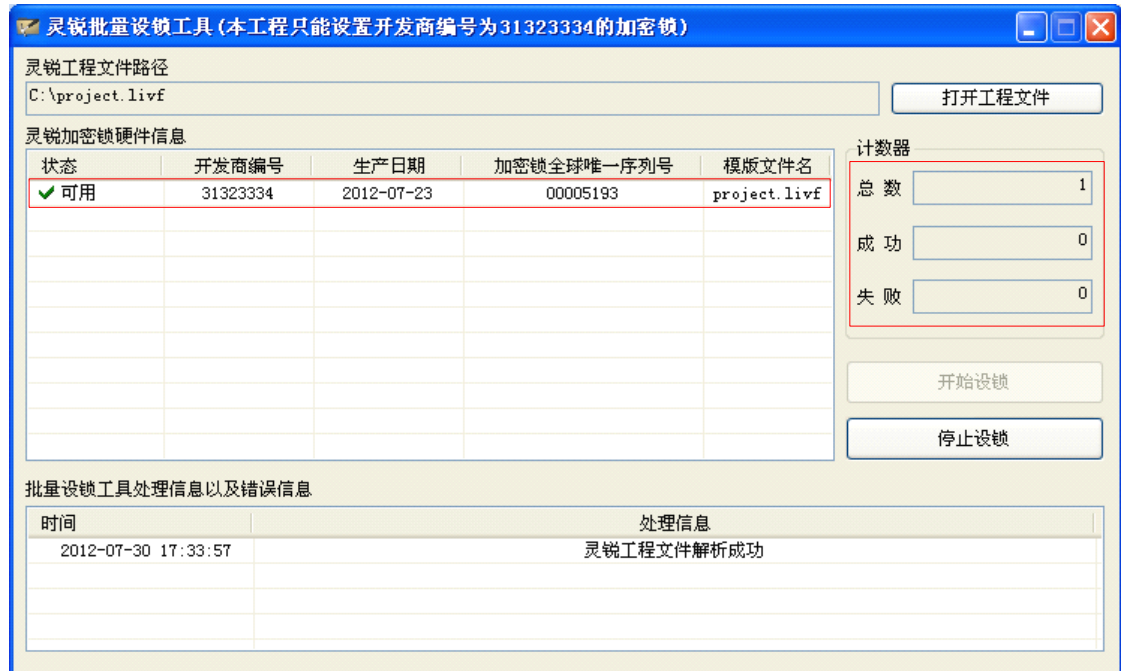 灵锐批量设锁工具(本工程只能设置开发商编号为31323334的加密锁)
灵锐工程文件路径
C:\project.livf
打开工程文件
灵锐加密锁硬件信息
状态 开发商编号 生产日期 加密锁全球唯一序列号 模版文件名
可用 31323334 2012-07-23 00005193 project.livf
计数器
总 数 1
成 功 0
失 败 0
开始设锁
停止设锁
批量设锁工具处理信息以及错误信息
时间 处理信息
2012-07-30 17:33:57 灵锐工程文件解析成功